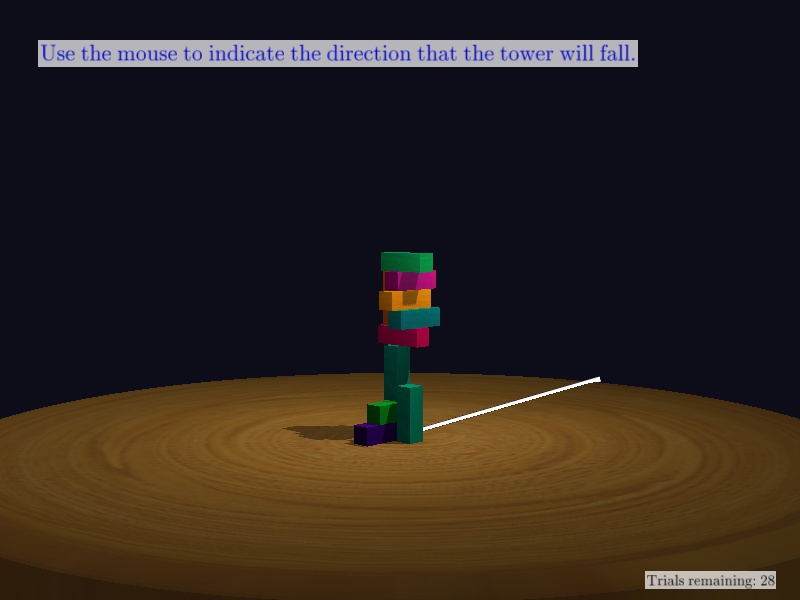 Use the mouse to indicate the direction that the tower will fall.
Trials remaining: 28